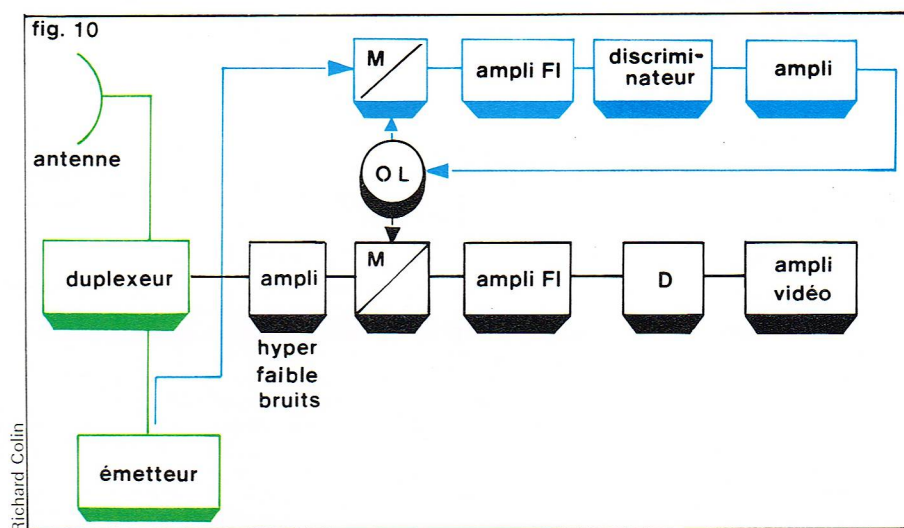 fig. 10
antenne
M
ampli FI
discrimi-
nateur
ampli
O L
duplexeur
ampli
hyper
faible
bruits
M
ampli FI
D
ampli
vidéo
émetteur
Richard Colin